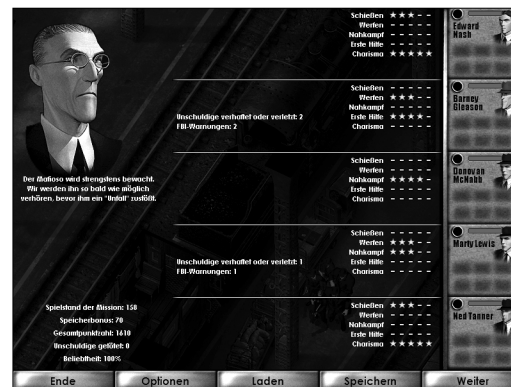 Schießen ★ ★ ★ - -
Werfen - - - - -
Nahkampf - - - - -
Erste Hilfe - - - - -
Charisma ★ ★ ★ ★ ★
Edward
Nash
Schießen - - - - -
Werfen ★ ★ ★ - -
Nahkampf - - - - -
Erste Hilfe ★ ★ ★ ★ -
Charisma - - - - -
Unschuldige verhaftet oder verletzt: 2
FBI-Warnungen: 2
Barney
Gleason
Der Mafioso wird strengstens bewacht.
Wir werden ihn so bald wie möglich
verhören, bevor ihm ein "Unfall" zustößt.
Schießen - - - - -
Werfen - - - - -
Nahkampf ★ ★ ★ ★ -
Erste Hilfe - - - - -
Charisma - - - - -
Donovan
McNabb
Schießen - - - - -
Werfen ★ ★ ★ - -
Nahkampf ★ ★ ★ - -
Erste Hilfe - - - - -
Charisma - - - - -
Unschuldige verhaftet oder verletzt: 1
FBI-Warnungen: 1
Marty Lewis
Spielstand der Mission: 150
Speicherbonus: 70
Gesamtpunktzahl: 1610
Unschuldige getötet: 0
Beliebtheit: 100%
Schießen ★ ★ ★ - -
Werfen - - - - -
Nahkampf - - - - -
Erste Hilfe - - - - -
Charisma ★ ★ ★ ★ ★
Ned Tanner
Ende
Optionen
Laden
Speichern
Weiter